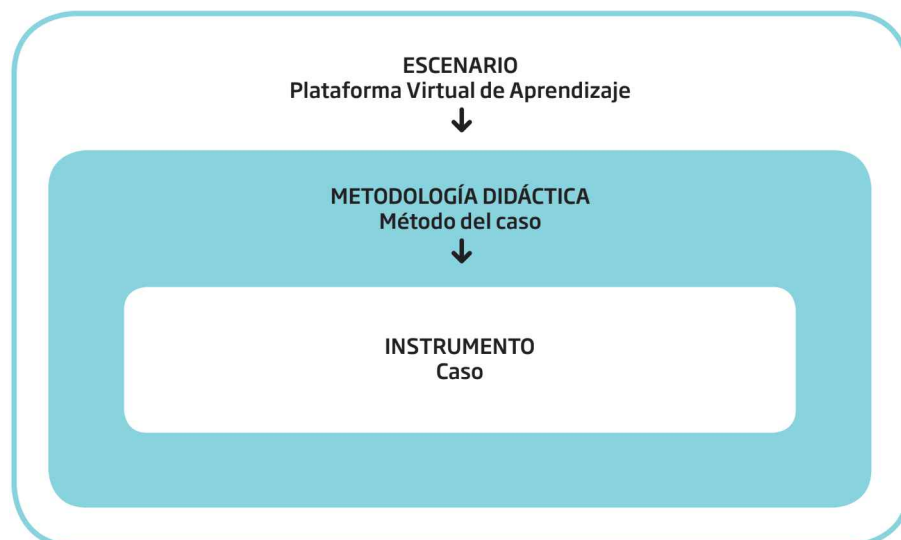 ESCENARIO
Plataforma Virtual de Aprendizaje
METODOLOGÍA DIDÁCTICA
Método del caso
INSTRUMENTO
Caso